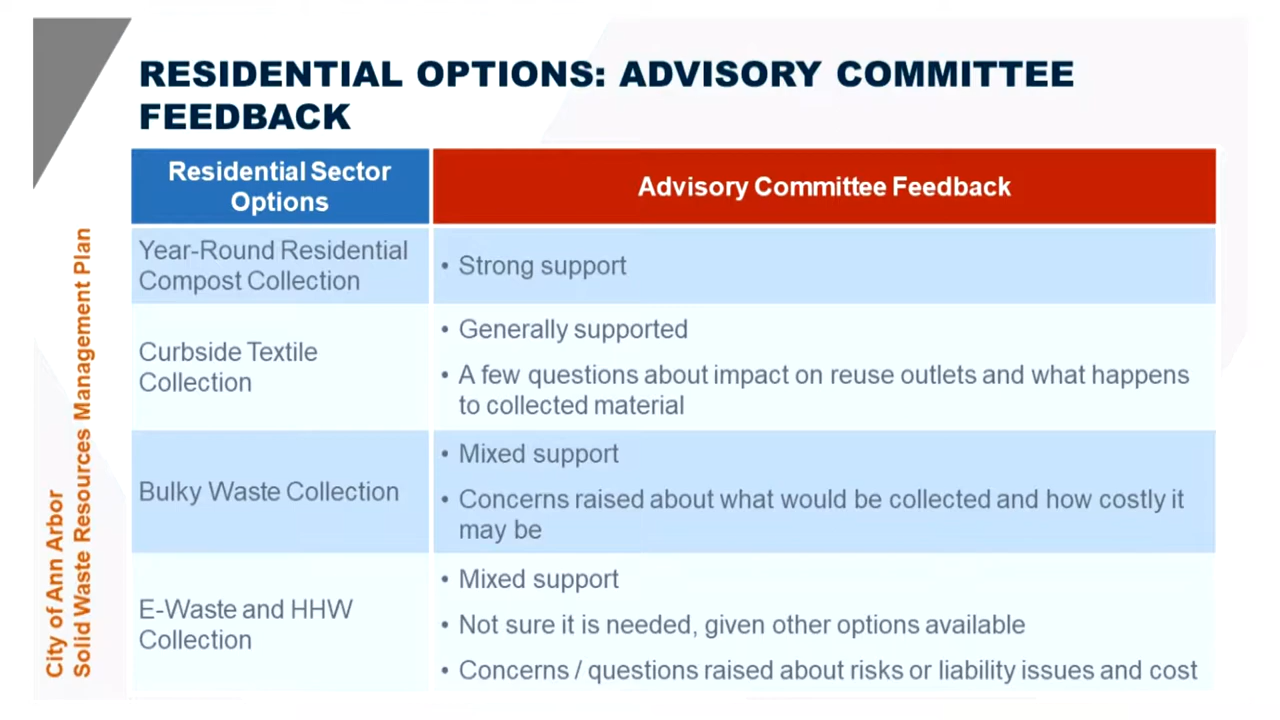 RESIDENTIAL OPTIONS: ADVISORY COMMITTEE
FEEDBACK
Residential Sector
Options
Advisory Committee Feedback
Year-Round Residential
Compost Collection
• Strong support
Curbside Textile
Collection
• Generally supported
• A few questions about impact on reuse outlets and what happens
to collected material
Bulky Waste Collection
• Mixed support
• Concerns raised about what would be collected and how costly it
may be
E-Waste and HHW
Collection
• Mixed support
• Not sure it is needed, given other options available
• Concerns / questions raised about risks or liability issues and cost
City of Ann Arbor
Solid Waste Resources Management Plan